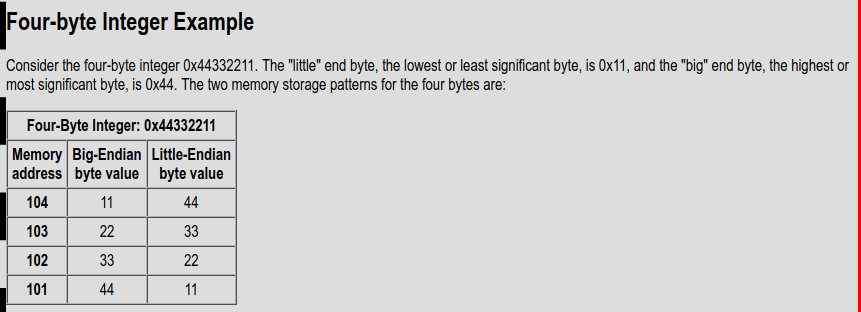 Four-byte Integer Example
Consider the four-byte integer 0x44332211. The "little" end byte, the lowest or least significant byte, is 0x11, and the "big" end byte, the highest or
most significant byte, is 0x44. The two memory storage patterns for the four bytes are:
Four-Byte Integer: 0x44332211
Memory address Big-Endian byte value Little-Endian byte value
104 11 44
103 22 33
102 33 22
101 44 11